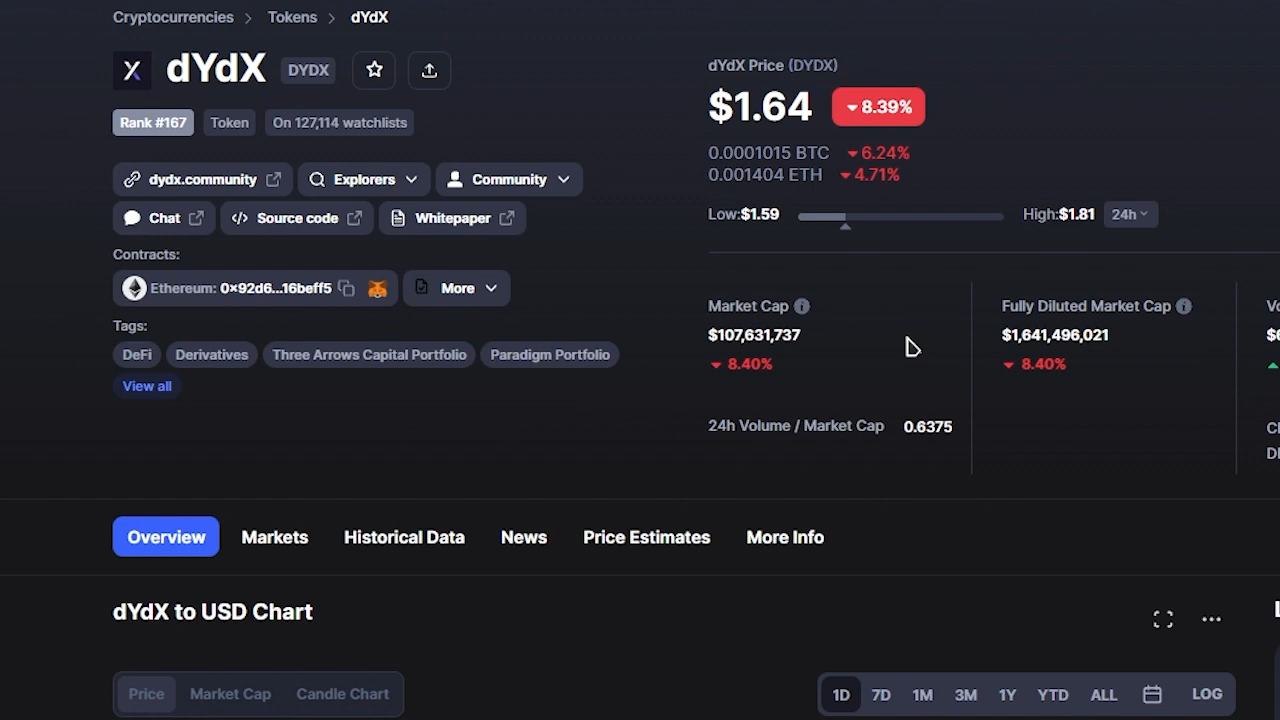 Cryptocurrencies > Tokens > dYdX
dYdX DYDX
Rank #167 Token On 127,114 watchlists
dydx.community Explorers Community
Chat Source code Whitepaper
Contracts:
Ethereum: 0x92d6...16beff5 More
Tags:
DeFi Derivatives Three Arrows Capital Portfolio Paradigm Portfolio
View all
dYdX Price (DYDX)
$1.64 8.39%
0.0001015 BTC 6.24%
0.001404 ETH 4.71%
Low:$1.59 High:$1.81 24h
Market Cap
$107,631,737
8.40%
24h Volume / Market Cap 0.6375
Fully Diluted Market Cap
$1,641,496,021
8.40%
Overview Markets Historical Data News Price Estimates More Info
dYdX to USD Chart
Price Market Cap Candle Chart
1D 7D 1M 3M 1Y YTD ALL LOG